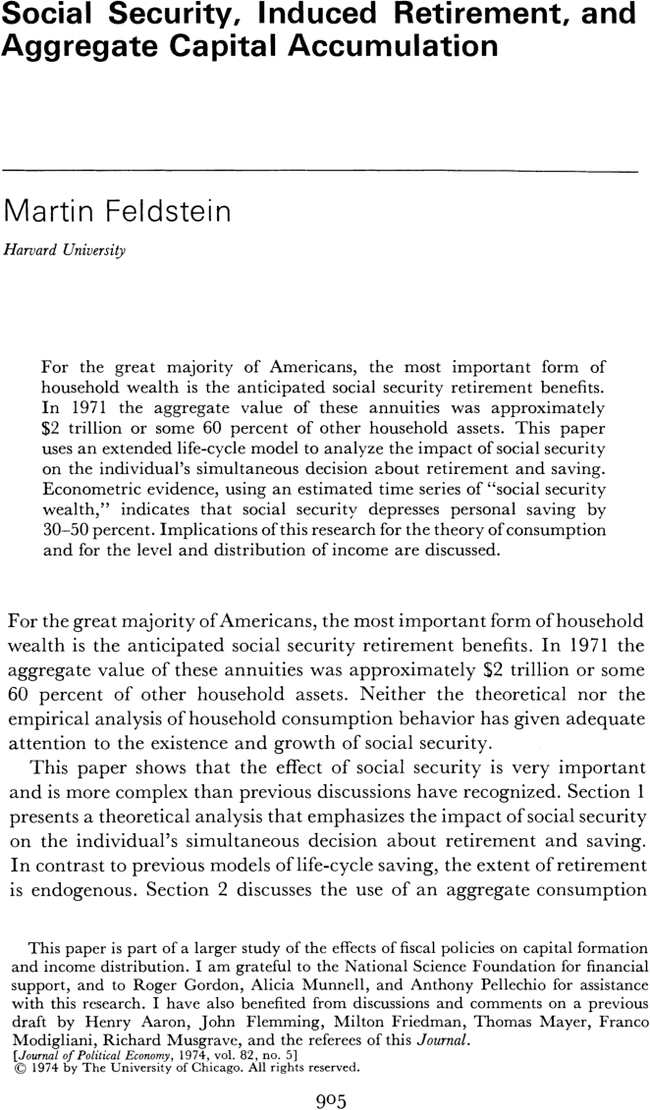 Social Security, Induced Retirement, and
Aggregate Capital Accumulation
Martin Feldstein
Harvard University
For the great majority of Americans, the most important form of
household wealth is the anticipated social security retirement benefits.
In 1971 the aggregate value of these annuities was approximately
$2 trillion or some 60 percent of other household assets. This paper
uses an extended life-cycle model to analyze the impact of social security
on the individual's simultaneous decision about retirement and saving.
Econometric evidence, using an estimated time series of "social security
wealth," indicates that social security depresses personal saving by
30–50 percent. Implications of this research for the theory of consumption
and for the level and distribution of income are discussed.
For the great majority of Americans, the most important form of household
wealth is the anticipated social security retirement benefits. In 1971 the
aggregate value of these annuities was approximately $2 trillion or some
60 percent of other household assets. Neither the theoretical nor the
empirical analysis of household consumption behavior has given adequate
attention to the existence and growth of social security.
This paper shows that the effect of social security is very important
and is more complex than previous discussions have recognized. Section 1
presents a theoretical analysis that emphasizes the impact of social security
on the individual's simultaneous decision about retirement and saving.
In contrast to previous models of life-cycle saving, the extent of retirement
is endogenous. Section 2 discusses the use of an aggregate consumption
This paper is part of a larger study of the effects of fiscal policies on capital formation
and income distribution. I am grateful to the National Science Foundation for financial
support, and to Roger Gordon, Alicia Munnell, and Anthony Pellechio for assistance
with this research. I have also benefited from discussions and comments on a previous
draft by Henry Aaron, John Flemming, Milton Friedman, Thomas Mayer, Franco
Modigliani, Richard Musgrave, and the referees of this Journal.
[Journal of Political Economy, 1974, vol. 82, no. 5]
© 1974 by The University of Chicago. All rights reserved.
905